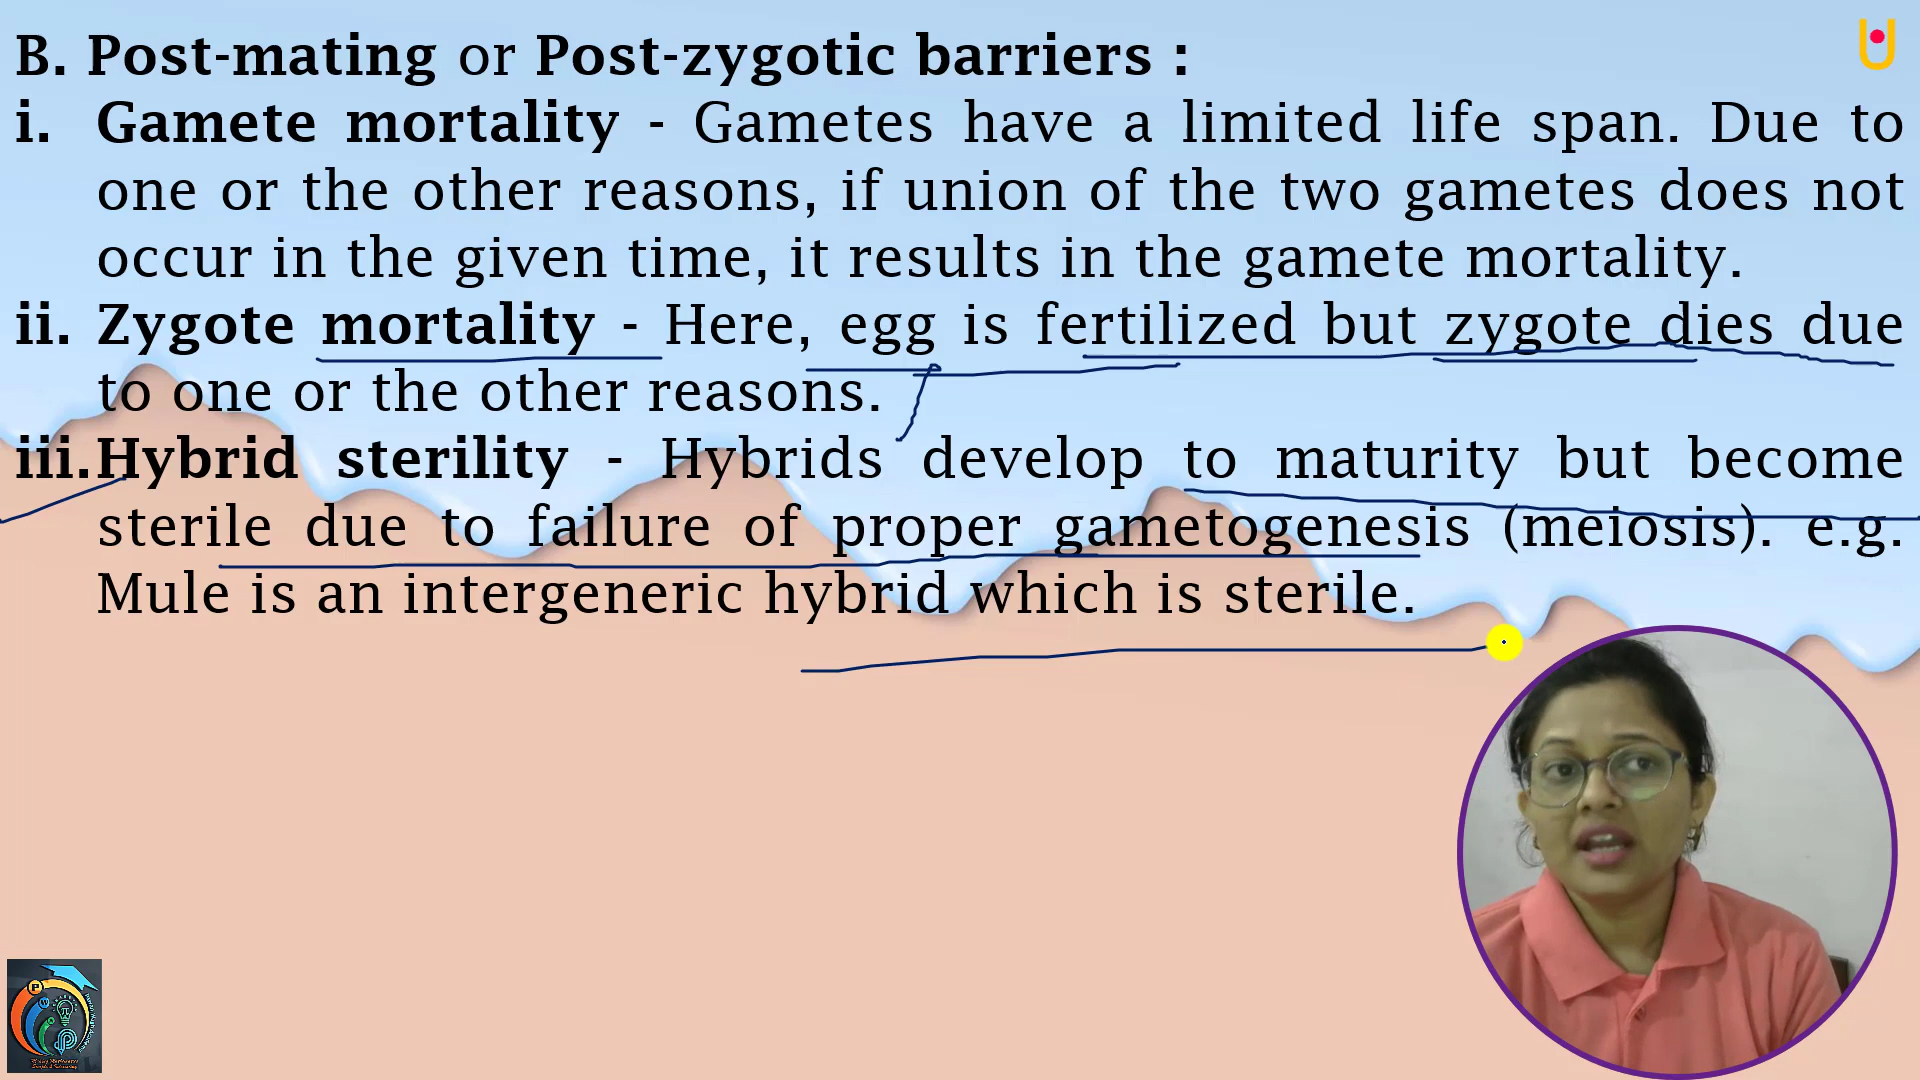 B. Post-mating or Post-zygotic barriers :
i. Gamete mortality - Gametes have a limited life span. Due to
one or the other reasons, if union of the two gametes does not
occur in the given time, it results in the gamete mortality.
ii. Zygote mortality - Here, egg is fertilized but zygote dies due
to one or the other reasons.
iii.Hybrid sterility - Hybrids develop to maturity but become
sterile due to failure of proper gametogenesis (meiosis). e.g.
Mule is an intergeneric hybrid which is sterile.